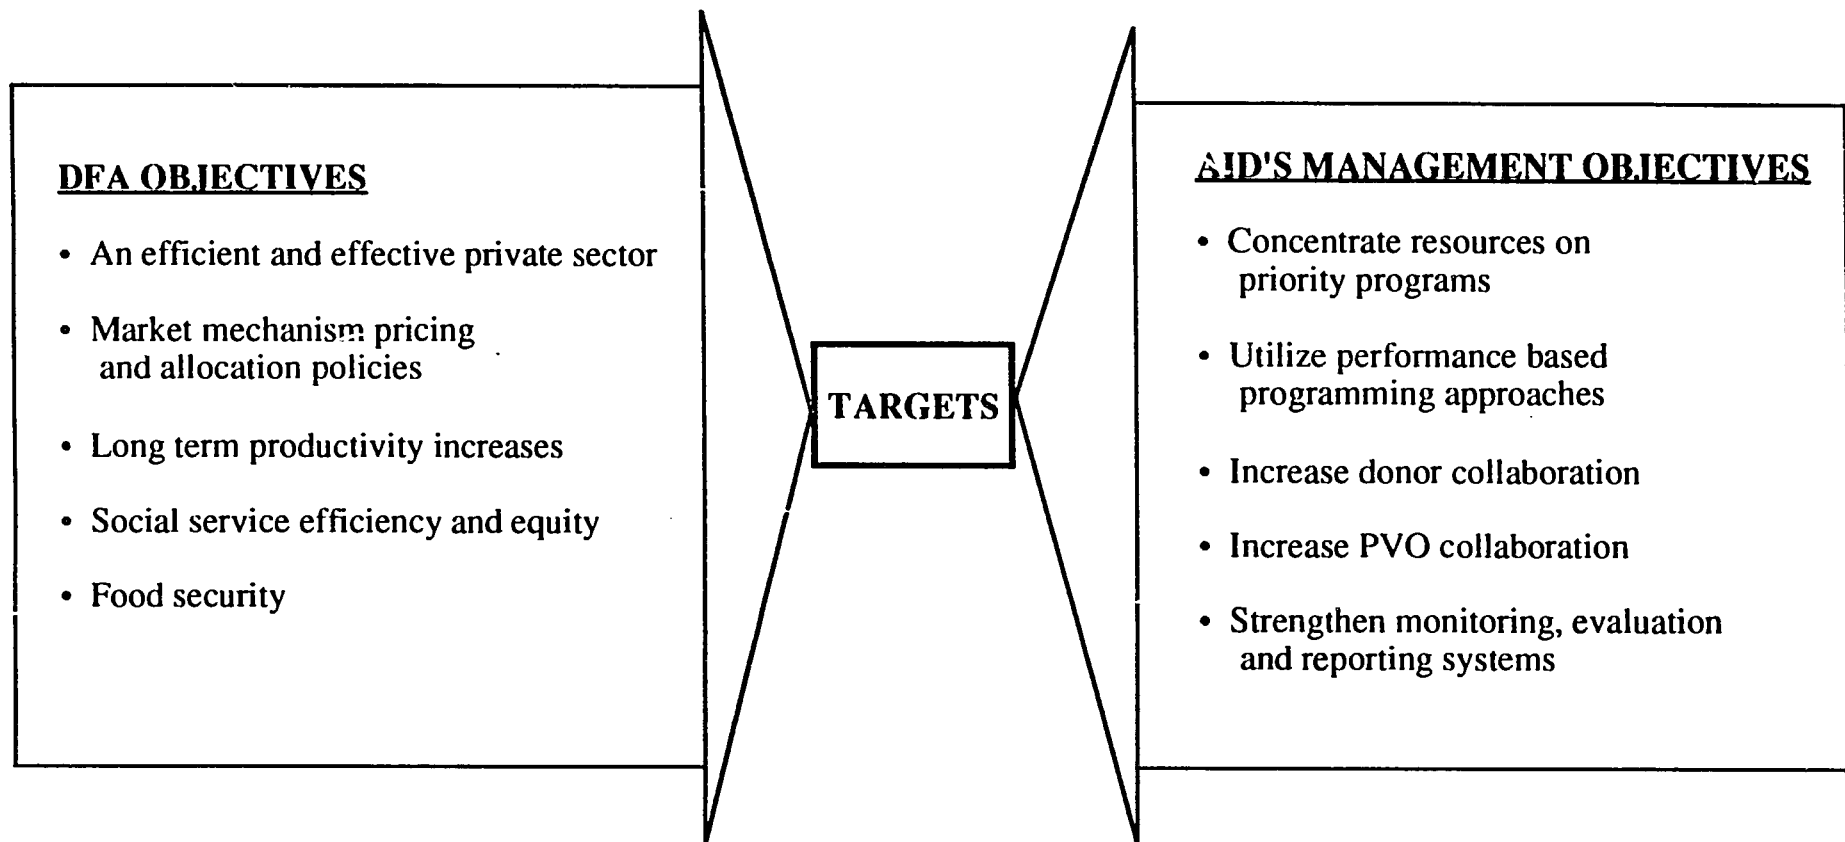 DFA OBJECTIVES
• An efficient and effective private sector
• Market mechanism pricing
and allocation policies
• Long term productivity increases
• Social service efficiency and equity
• Food security
TARGETS
AID'S MANAGEMENT OBJECTIVES
• Concentrate resources on
priority programs
• Utilize performance based
programming approaches
• Increase donor collaboration
• Increase PVO collaboration
• Strengthen monitoring, evaluation
and reporting systems